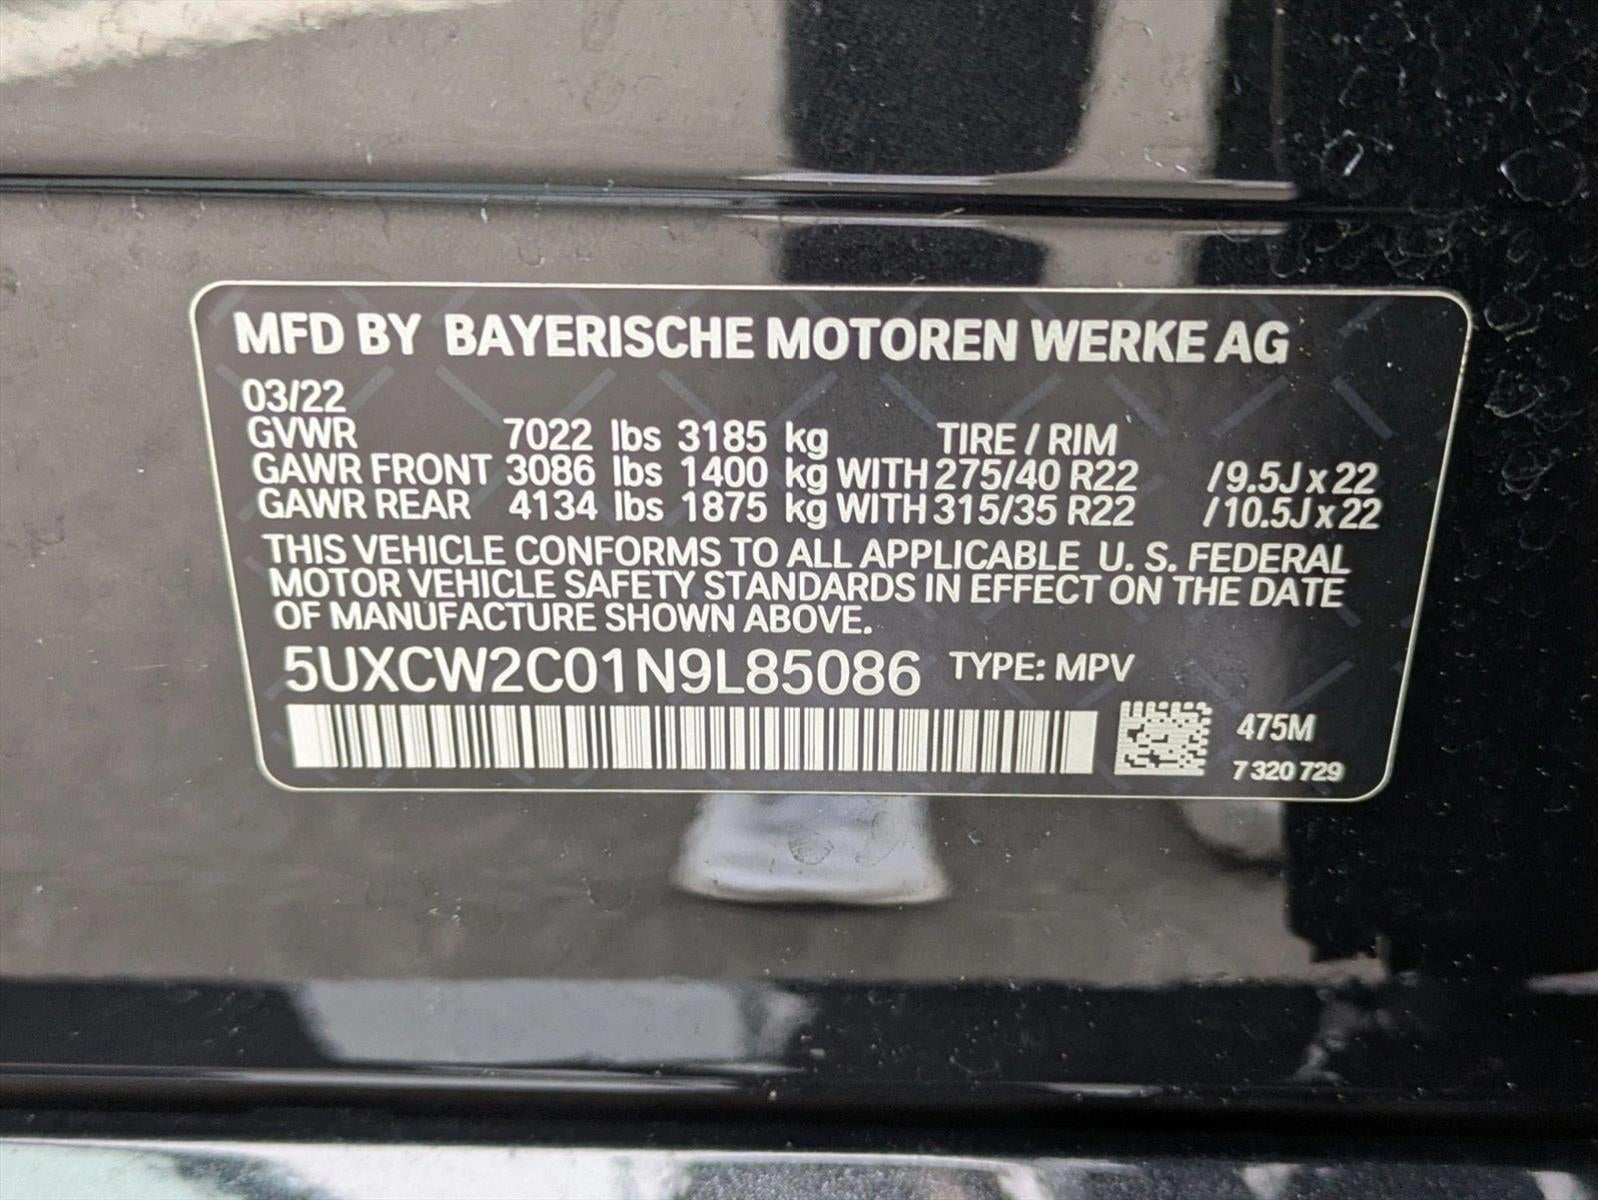 MFD BY BAYERISCHE MOTOREN WERKE AG
03/22
GVWR 7022 lbs 3185 kg TIRE / RIM
GAWR FRONT 3086 lbs 1400 kg WITH 275/40 R22 / 9.5J x 22
GAWR REAR 4134 lbs 1875 kg WITH 315/35 R22 / 10.5J x 22
THIS VEHICLE CONFORMS TO ALL APPLICABLE U. S. FEDERAL
MOTOR VEHICLE SAFETY STANDARDS IN EFFECT ON THE DATE
OF MANUFACTURE SHOWN ABOVE.
5UXCW2C01N9L85086 TYPE: MPV
475M
7 320 729